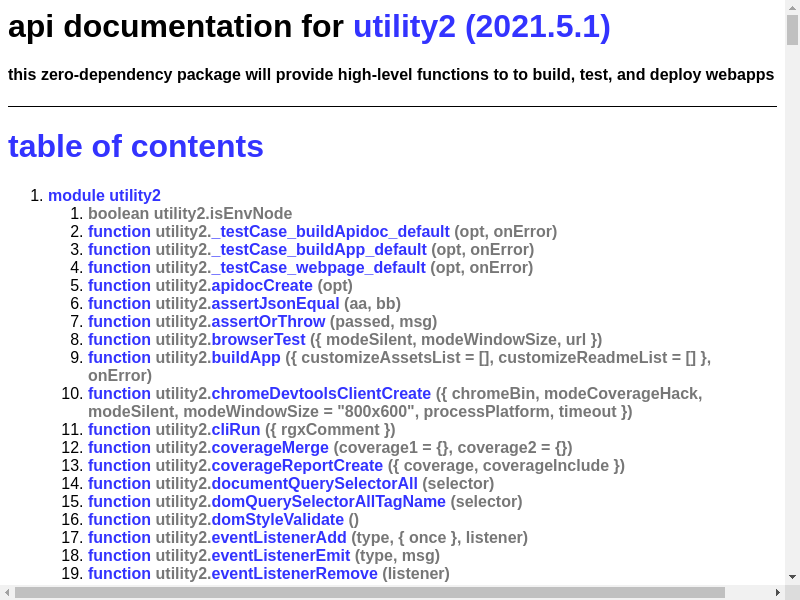 api documentation for utility2 (2021.5.1)
this zero-dependency package will provide high-level functions to to build, test, and deploy webapps
table of contents
1. module utility2
1. boolean utility2.isEnvNode
2. function utility2._testCase_buildApidoc_default (opt, onError)
3. function utility2._testCase_buildApp_default (opt, onError)
4. function utility2._testCase_webpage_default (opt, onError)
5. function utility2.apidocCreate (opt)
6. function utility2.assertJsonEqual (aa, bb)
7. function utility2.assertOrThrow (passed, msg)
8. function utility2.browserTest ({ modeSilent, modeWindowSize, url })
9. function utility2.buildApp ({ customizeAssetsList = [], customizeReadmeList = [] },
onError)
10. function utility2.chromeDevtoolsClientCreate ({ chromeBin, modeCoverageHack,
modeSilent, modeWindowSize = "800x600", processPlatform, timeout })
11. function utility2.cliRun ({ rgxComment })
12. function utility2.coverageMerge (coverage1 = {}, coverage2 = {})
13. function utility2.coverageReportCreate ({ coverage, coverageInclude })
14. function utility2.documentQuerySelectorAll (selector)
15. function utility2.domQuerySelectorAllTagName (selector)
16. function utility2.domStyleValidate ()
17. function utility2.eventListenerAdd (type, { once }, listener)
18. function utility2.eventListenerEmit (type, msg)
19. function utility2.eventListenerRemove (listener)